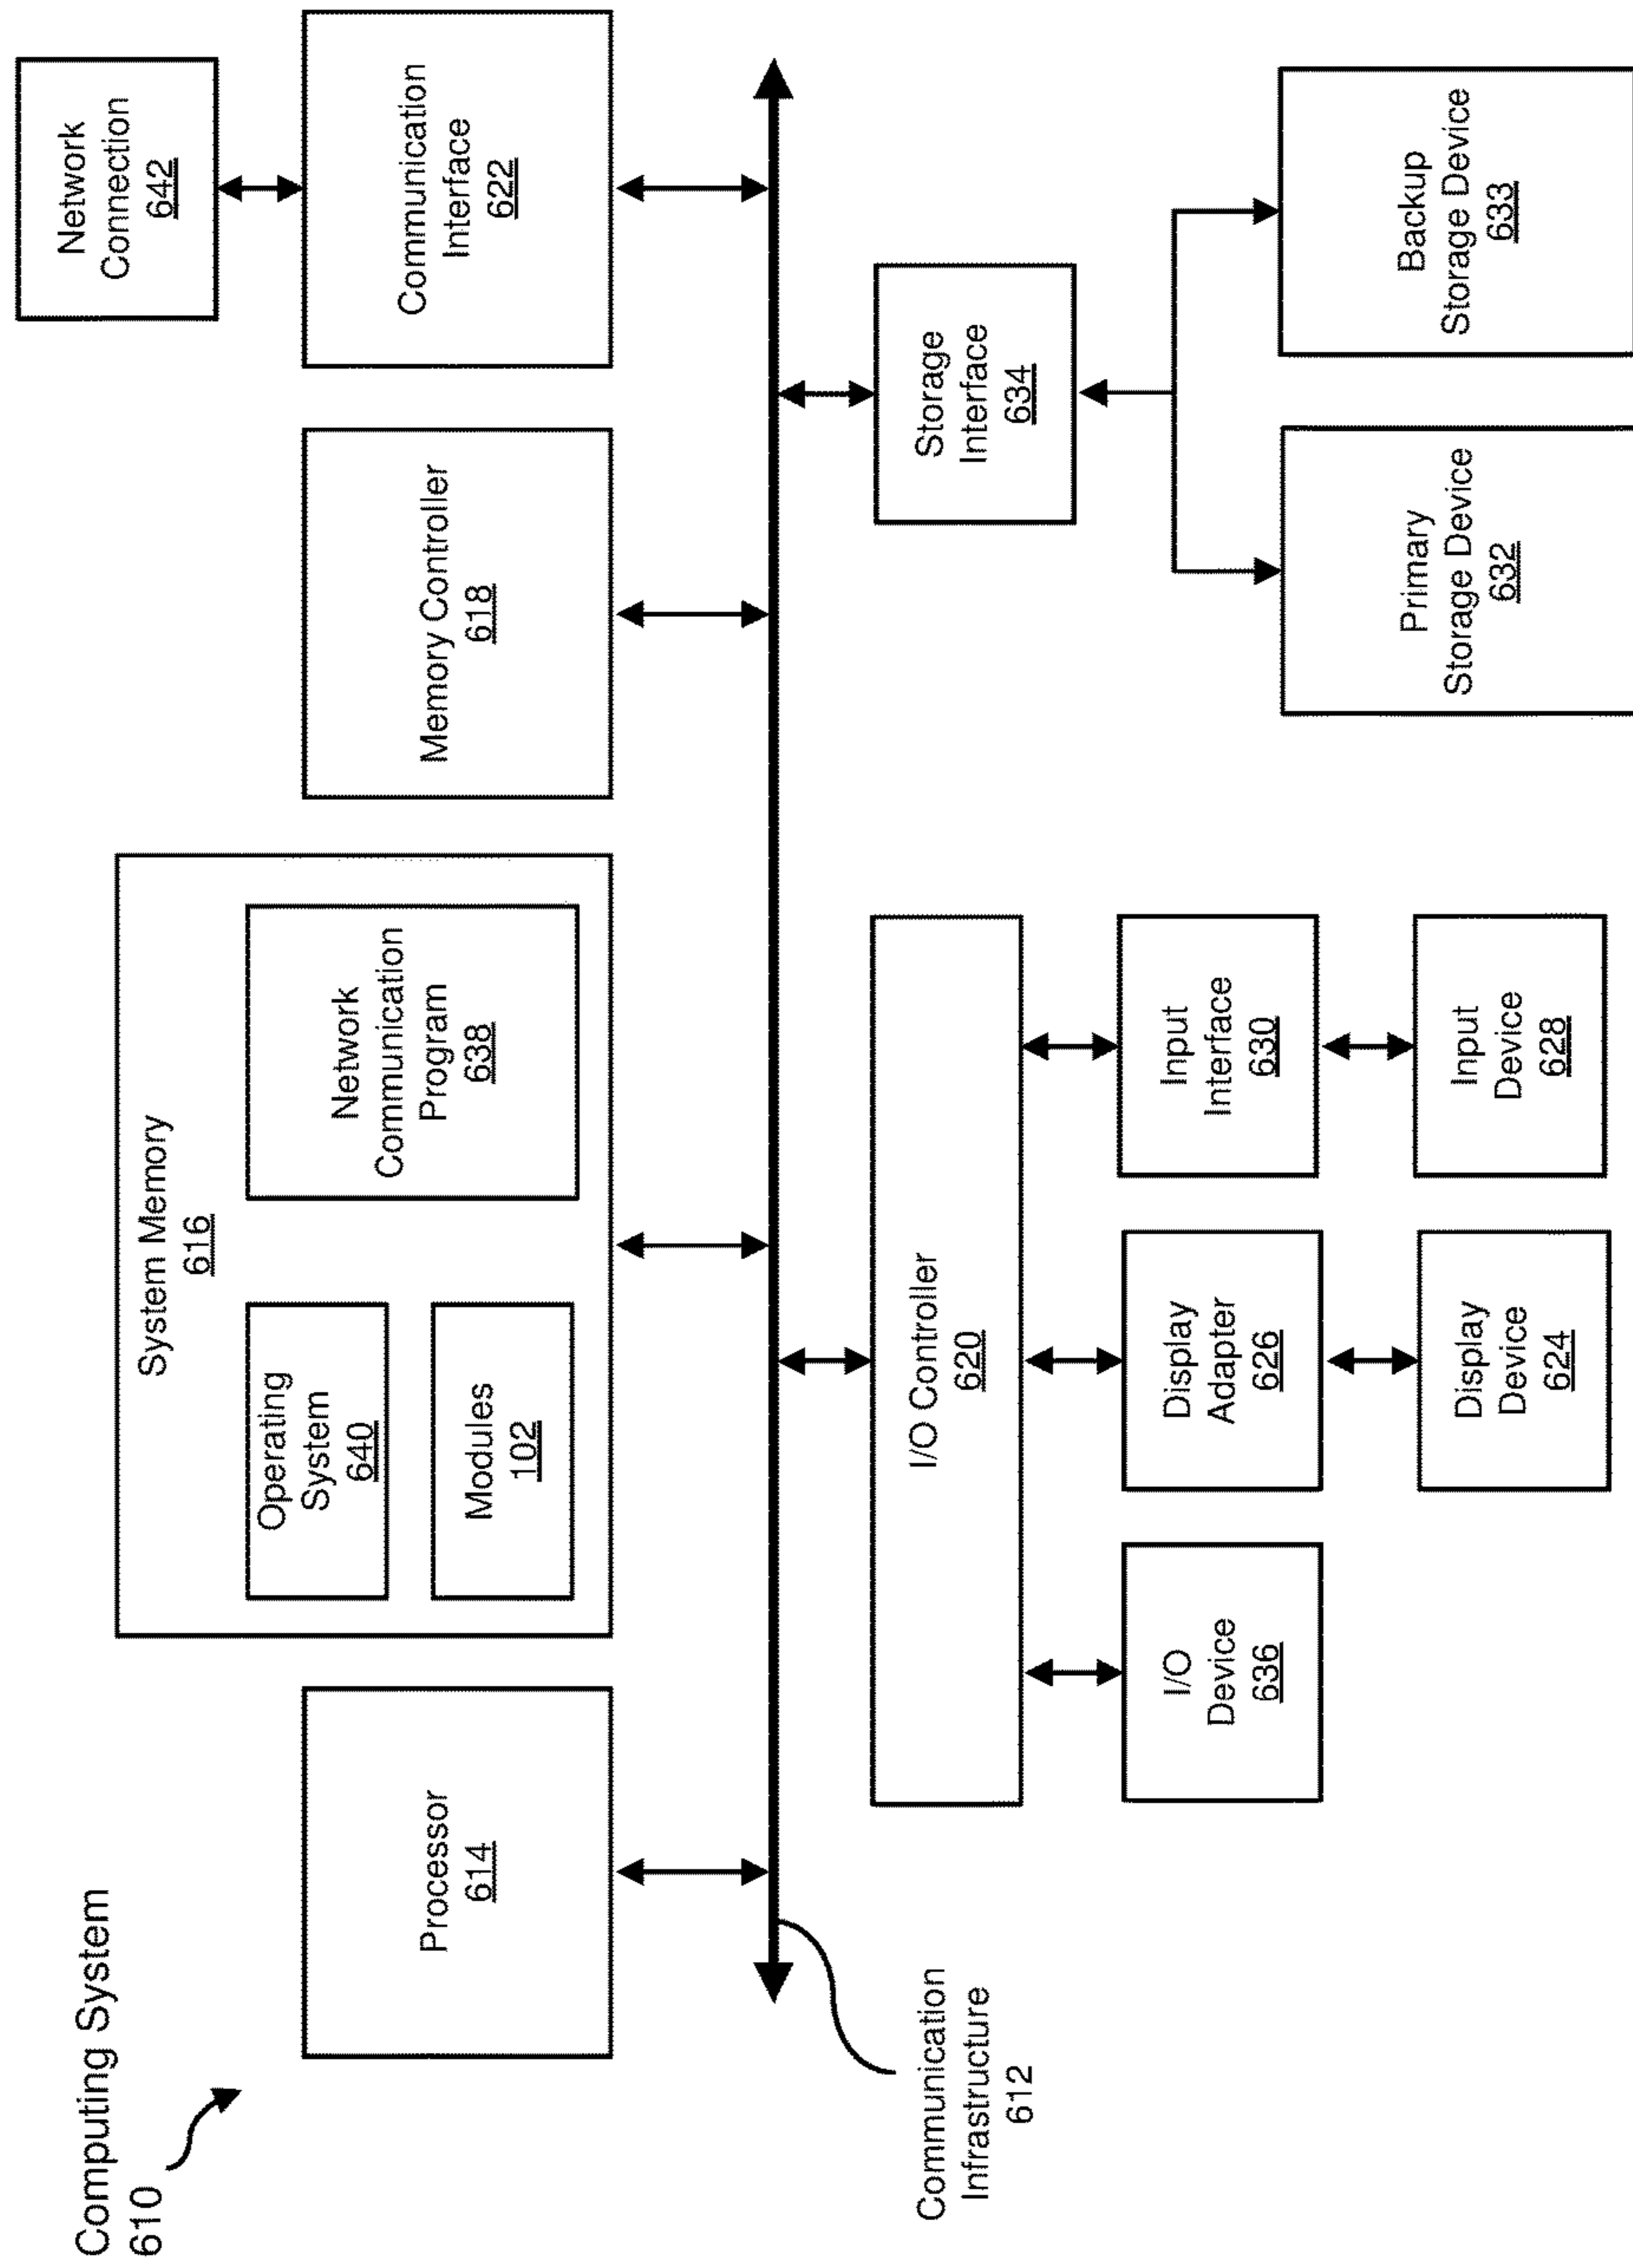 Computing System
610
Network
Connection
642
System Memory
616
Operating
System
640
Modules
102
Network
Communication
Program
638
Processor
614
Memory Controller
618
Communication
Interface
622
Communication
Infrastructure
612
I/O Controller
620
Storage
Interface
634
I/O
Device
636
Display
Adapter
626
Input
Interface
630
Display
Device
624
Input
Device
628
Primary
Storage Device
632
Backup
Storage Device
633